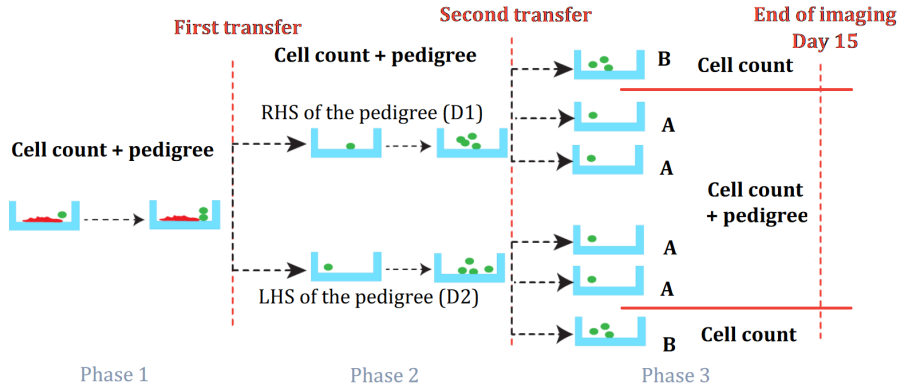 First transfer
Second transfer
End of imaging
Day 15
Cell count + pedigree
B
Cell count
RHS of the pedigree (D1)
A
Cell count + pedigree
A
Cell count
+ pedigree
A
A
LHS of the pedigree (D2)
B
Cell count
Phase 1
Phase 2
Phase 3